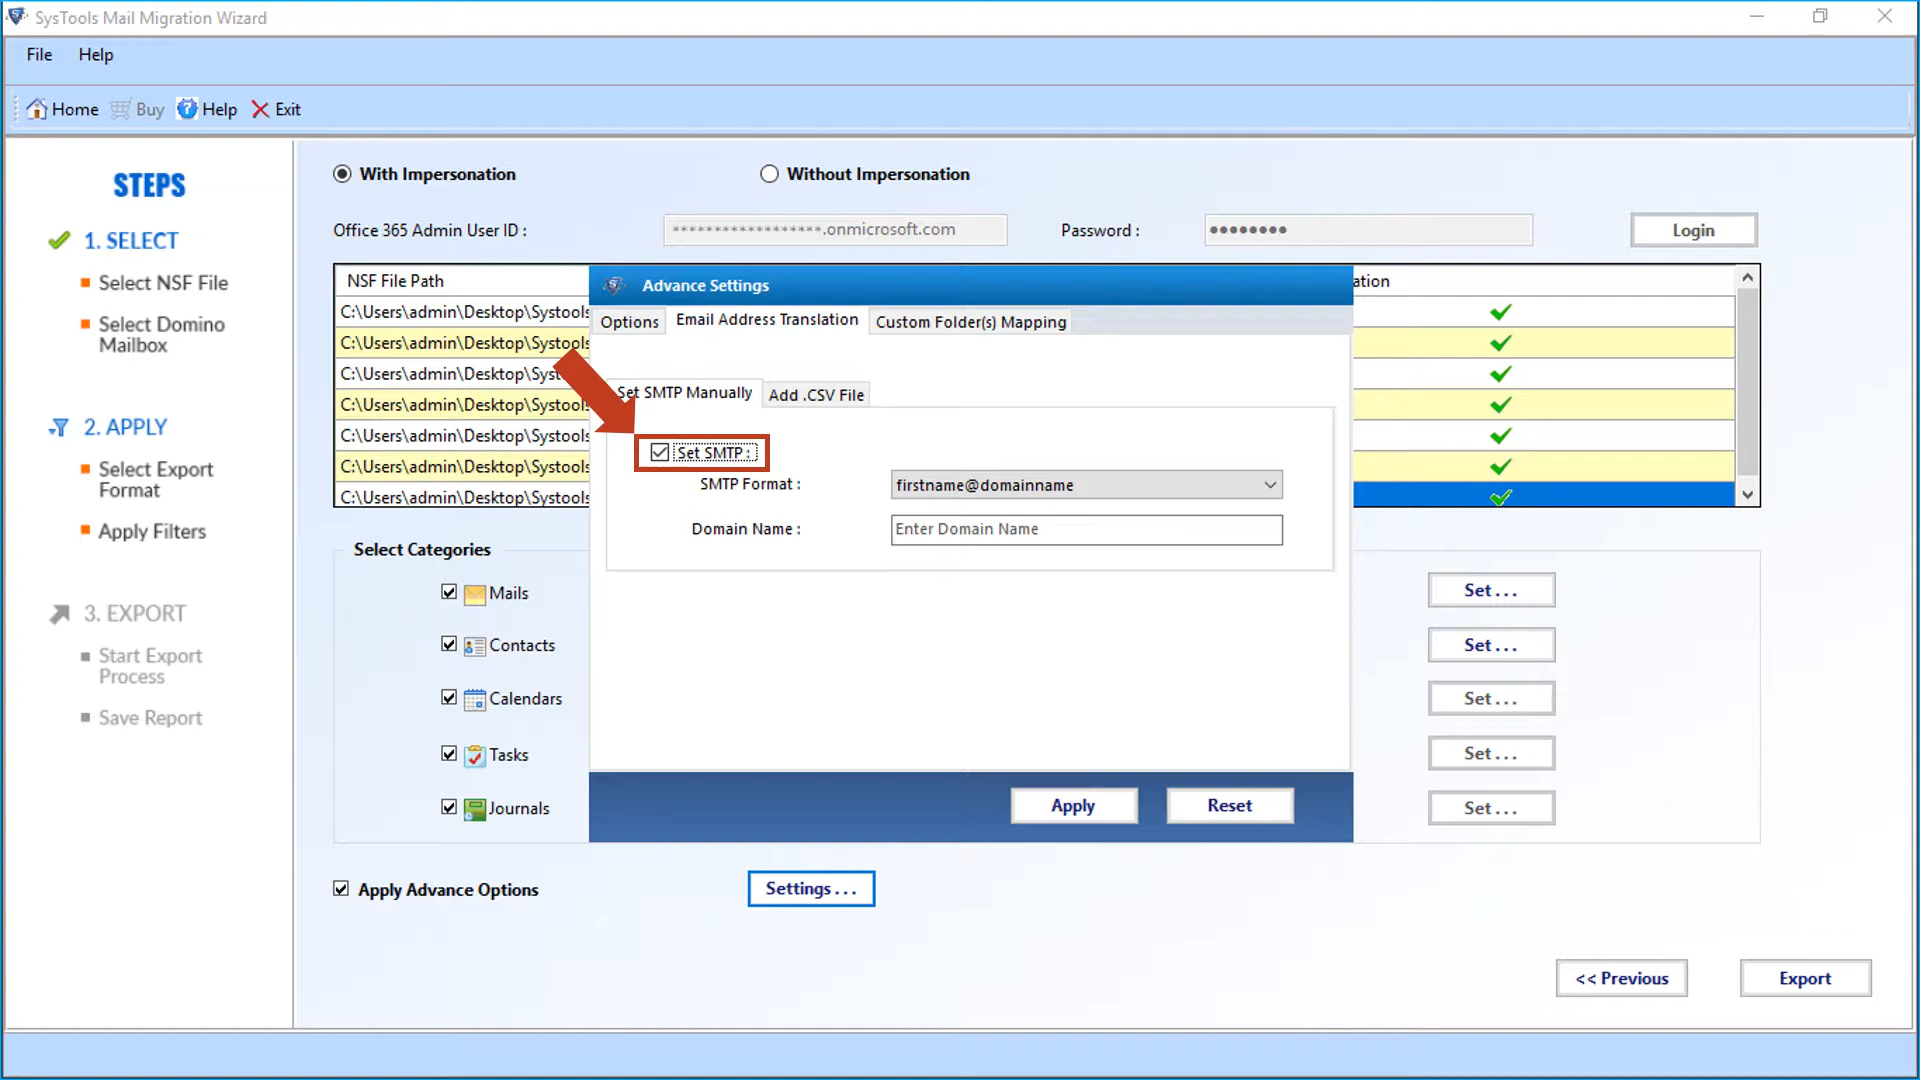 SysTools Mail Migration Wizard
File Help
Home Buy Help Exit
STEPS
1. SELECT
Select NSF File
Select Domino
Mailbox
2. APPLY
Select Export
Format
Apply Filters
3. EXPORT
Start Export
Process
Save Report
With Impersonation Without Impersonation
Office 365 Admin User ID : ******************.onmicrosoft.com Password : ●●●●●●●● Login
NSF File Path
C:\Users\admin\Desktop\Systools
C:\Users\admin\Desktop\Systools
C:\Users\admin\Desktop\Syst
C:\Users\admin\Desktop\Systools
C:\Users\admin\Desktop\Systools
C:\Users\admin\Desktop\Systools
C:\Users\admin\Desktop\Systools
ation
Advance Settings
Options Email Address Translation Custom Folder(s) Mapping
Set SMTP Manually Add .CSV File
Set SMTP :
SMTP Format : firstname@domainname
Domain Name : Enter Domain Name
Apply Reset
Select Categories
Mails Set . . .
Contacts Set . . .
Calendars Set . . .
Tasks Set . . .
Journals Set . . .
Apply Advance Options Settings . . .
<< Previous Export